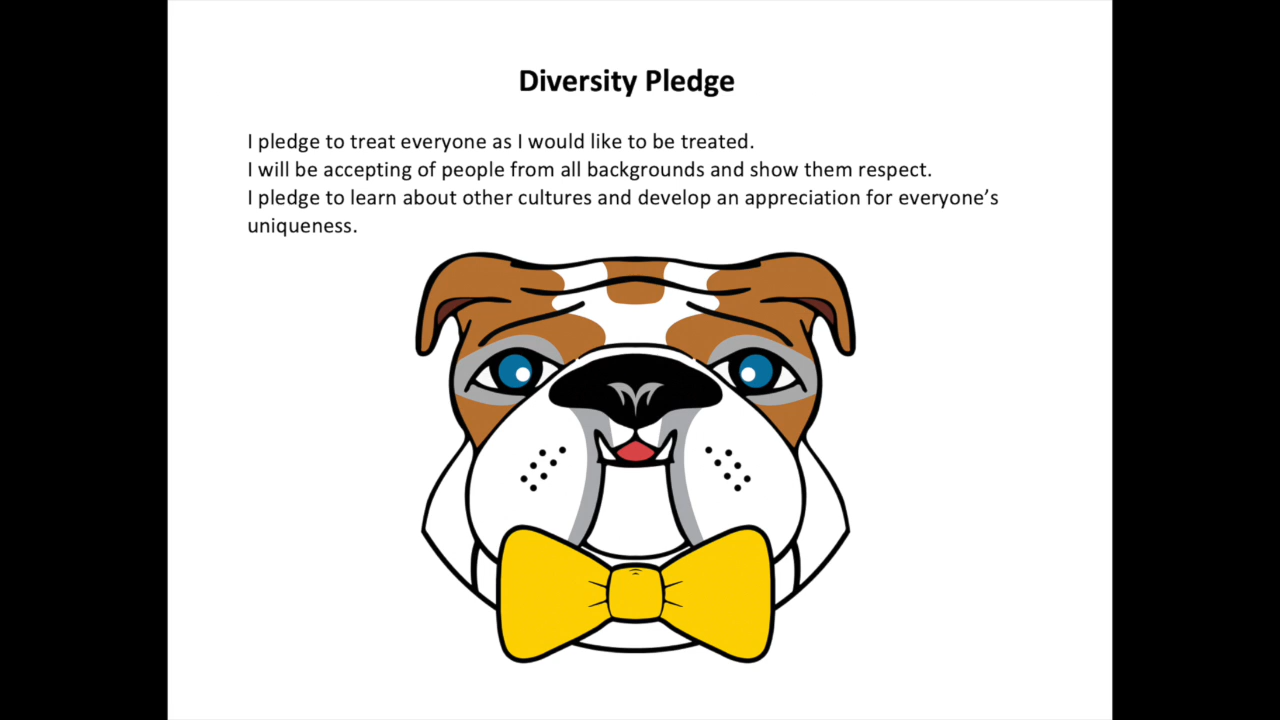 Diversity Pledge
I pledge to treat everyone as I would like to be treated.
I will be accepting of people from all backgrounds and show them respect.
I pledge to learn about other cultures and develop an appreciation for everyone’s
uniqueness.